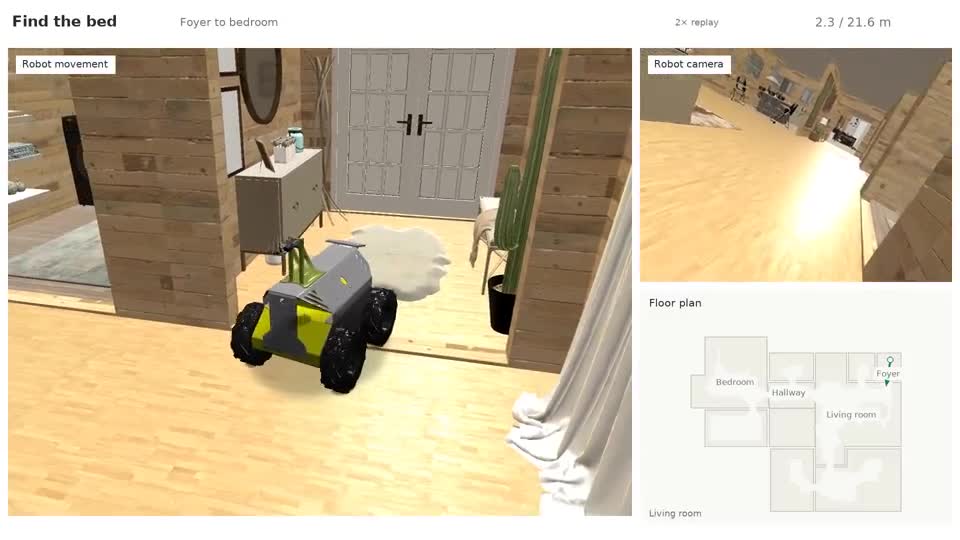 Find the bed
Foyer to bedroom
2× replay
2.3 / 21.6 m
Robot movement
Robot camera
Floor plan
Bedroom
Hallway
Foyer
Living room
Living room